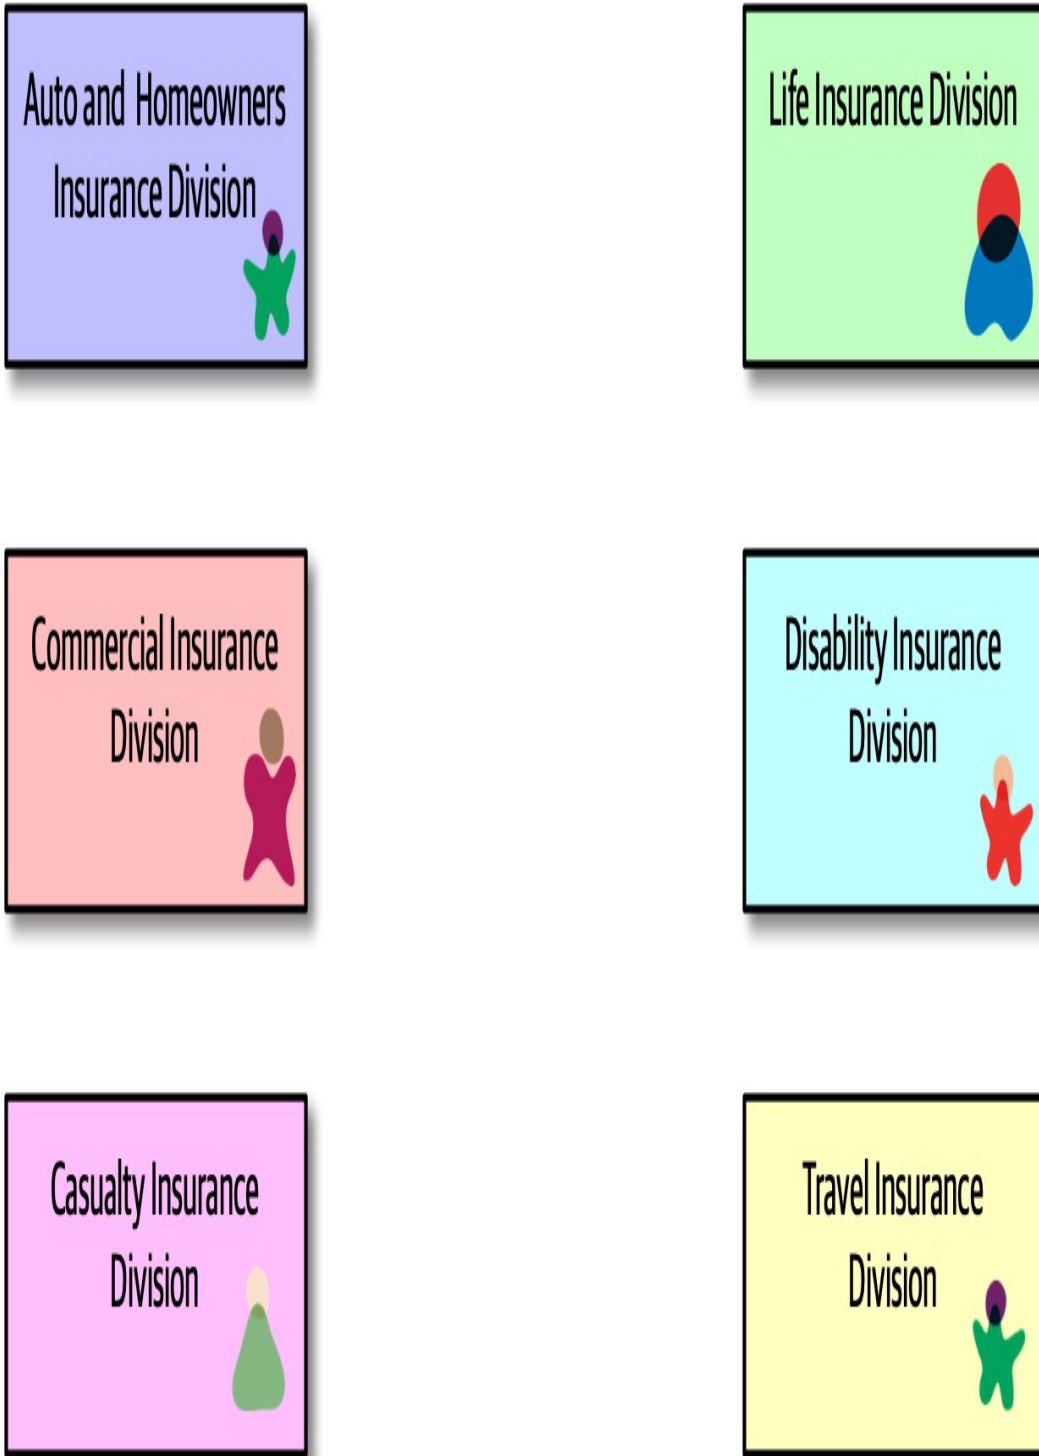 Auto and Homeowners
Insurance Division
Life Insurance Division
Commercial Insurance
Division
Disability Insurance
Division
Casualty Insurance
Division
Travel Insurance
Division